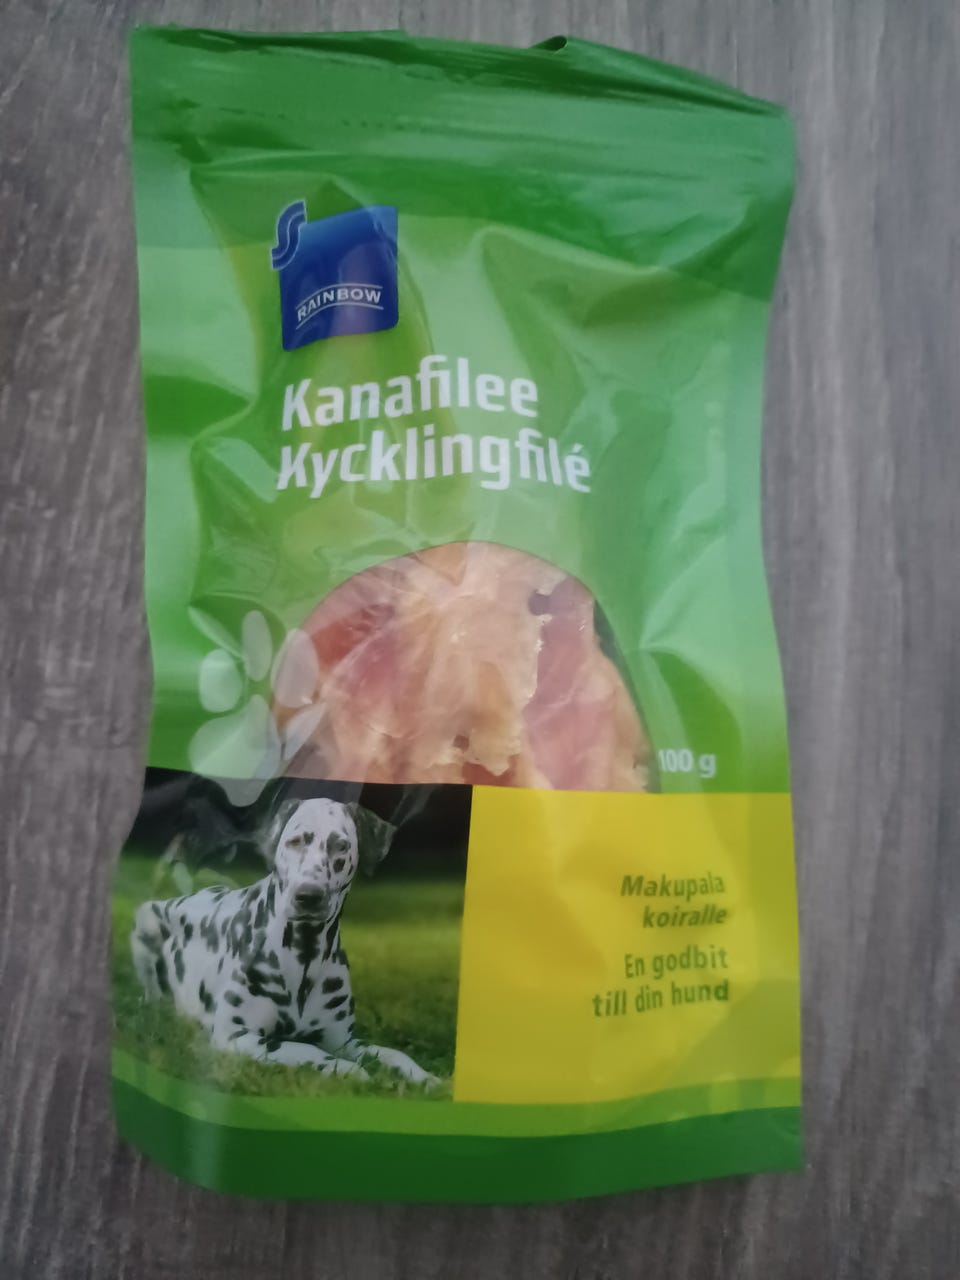 RAINBOW
Kanafilee
Kycklingfilé
100 g
Makupala
koiralle
En godbit
till din hund